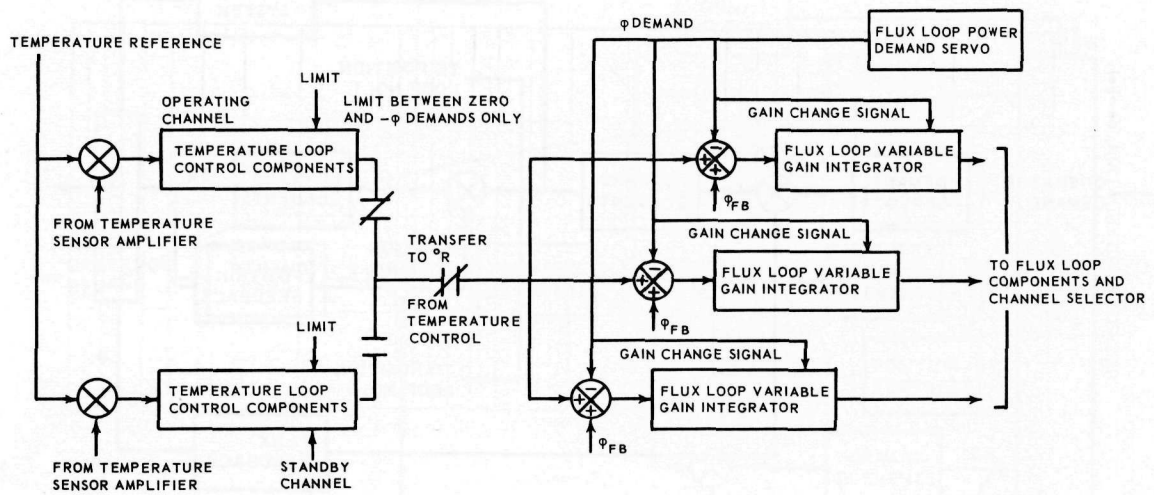 φ DEMAND
FLUX LOOP POWER
DEMAND SERVO
TEMPERATURE REFERENCE
LIMIT
OPERATING
CHANNEL
LIMIT BETWEEN ZERO
AND -φ DEMANDS ONLY
GAIN CHANGE SIGNAL
TEMPERATURE LOOP
CONTROL COMPONENTS
FLUX LOOP VARIABLE
GAIN INTEGRATOR
φFB
FROM TEMPERATURE
SENSOR AMPLIFIER
GAIN CHANGE SIGNAL
TRANSFER
TO °R
FLUX LOOP VARIABLE
GAIN INTEGRATOR
TO FLUX LOOP
COMPONENTS AND
CHANNEL SELECTOR
FROM
TEMPERATURE
CONTROL
φFB
LIMIT
GAIN CHANGE SIGNAL
TEMPERATURE LOOP
CONTROL COMPONENTS
FLUX LOOP VARIABLE
GAIN INTEGRATOR
φFB
FROM TEMPERATURE
SENSOR AMPLIFIER
STANDBY
CHANNEL